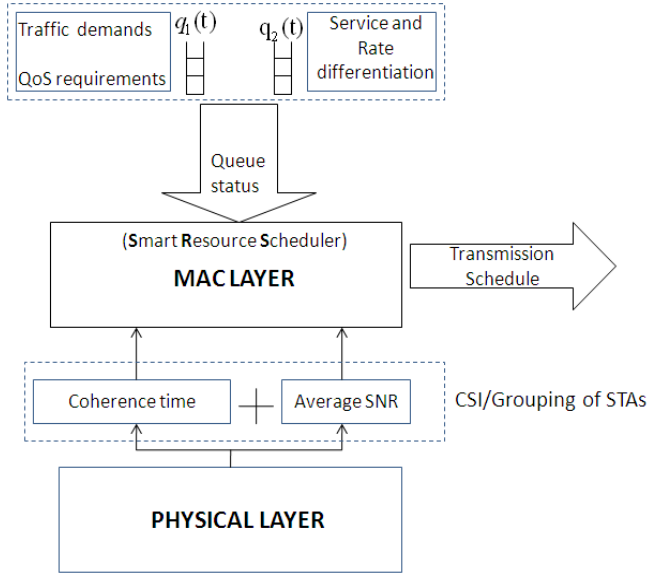 Traffic demands
QoS requirements
q₁(t)
q₂(t)
Service and
Rate
differentiation
Queue
status
(Smart Resource Scheduler)
MAC LAYER
Transmission
Schedule
Coherence time
+
Average SNR
CSI/Grouping of STAs
PHYSICAL LAYER